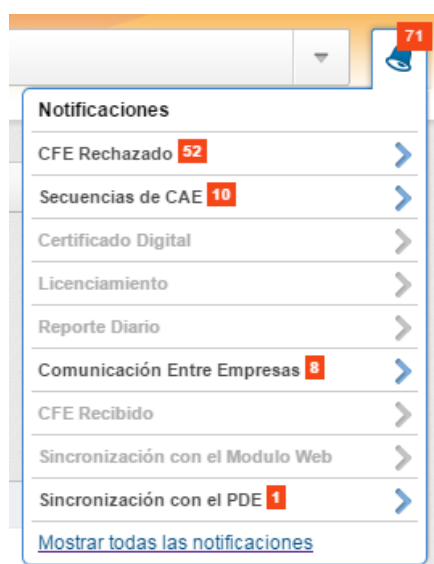 71
Notificaciones
CFE Rechazado 52
Secuencias de CAE 10
Certificado Digital
Licenciamiento
Reporte Diario
Comunicación Entre Empresas 8
CFE Recibido
Sincronización con el Modulo Web
Sincronización con el PDE 1
Mostrar todas las notificaciones